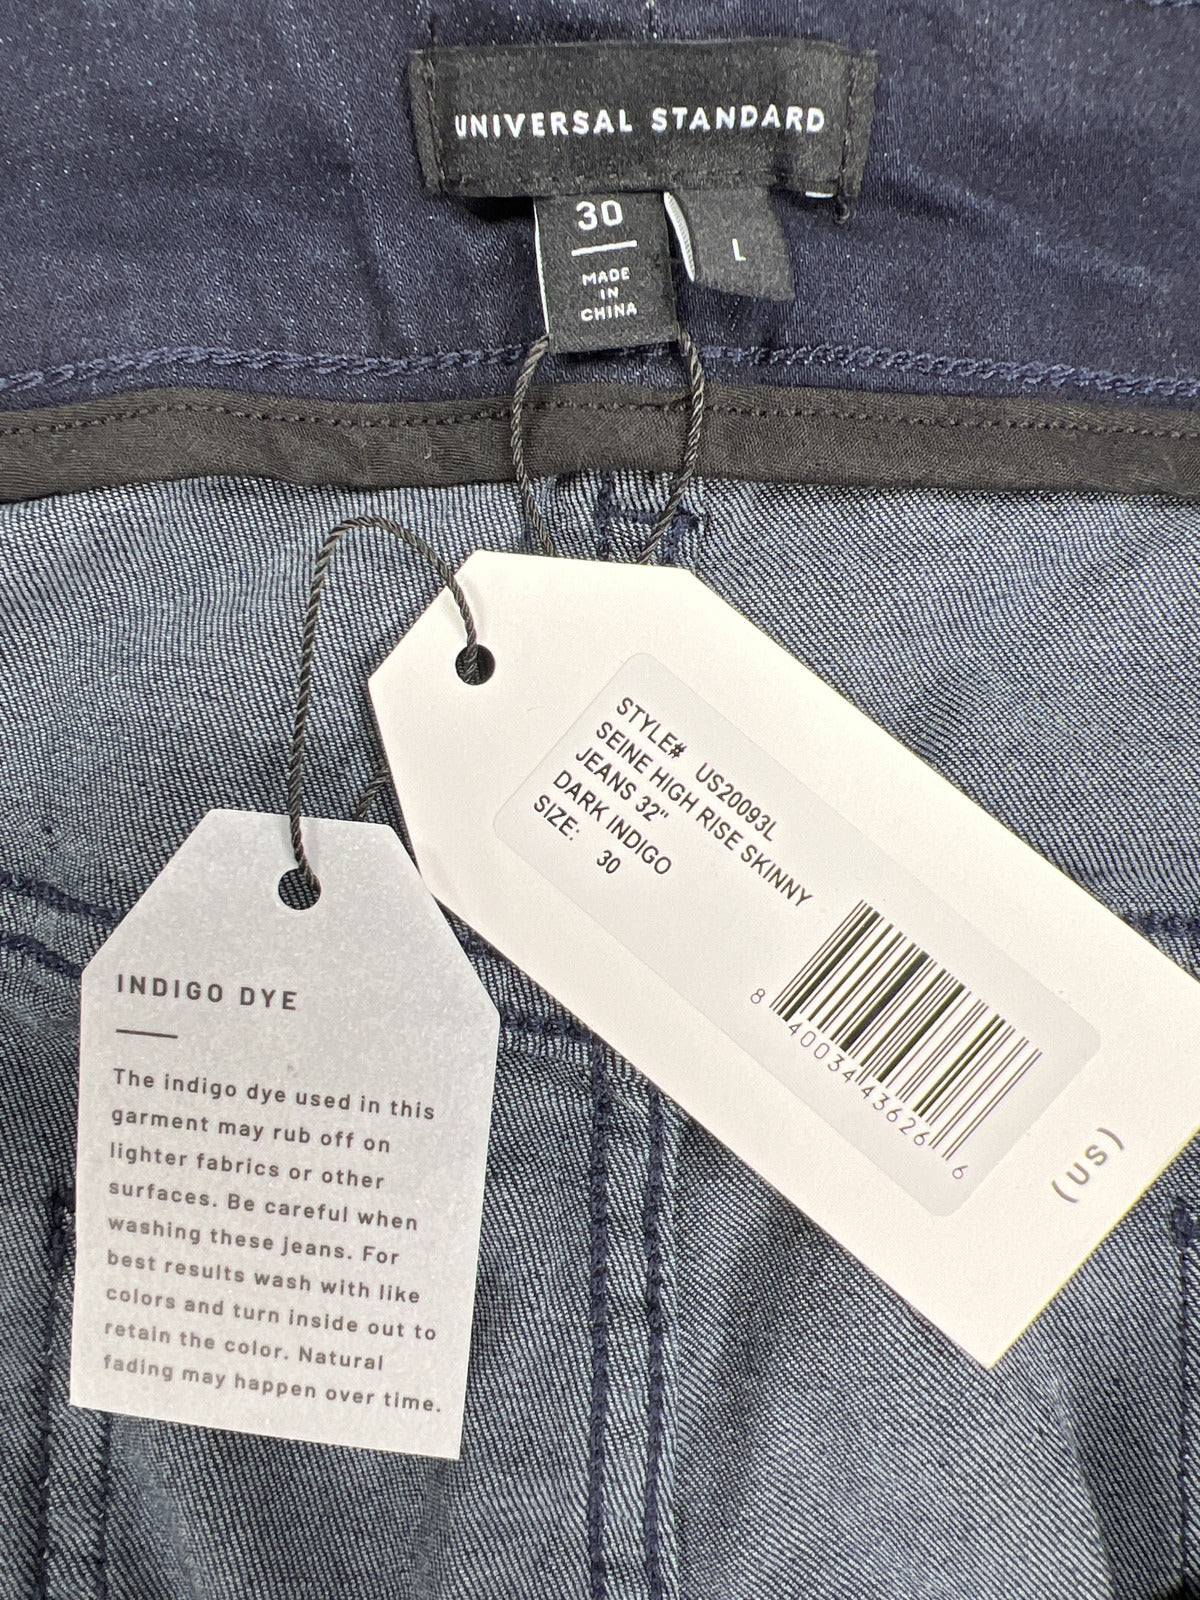 UNIVERSAL STANDARD
30
MADE
IN
CHINA
L
STYLE# US20093L
SEINE HIGH RISE SKINNY
JEANS 32"
DARK INDIGO
SIZE: 30
8 40034 43626 6
(US)
INDIGO DYE
The indigo dye used in this
garment may rub off on
lighter fabrics or other
surfaces. Be careful when
washing these jeans. For
best results wash with like
colors and turn inside out to
retain the color. Natural
fading may happen over time.